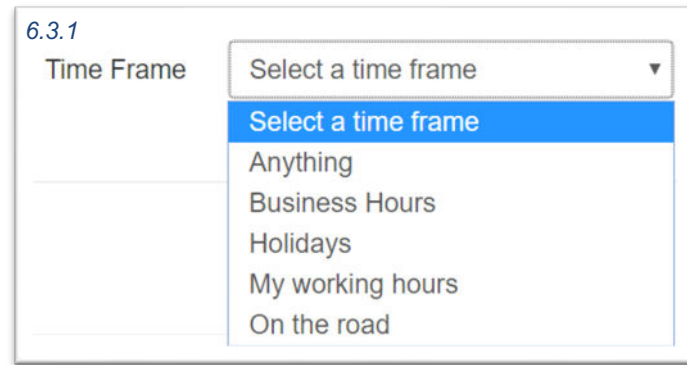 6.3.1
Time Frame Select a time frame
Select a time frame
Anything
Business Hours
Holidays
My working hours
On the road